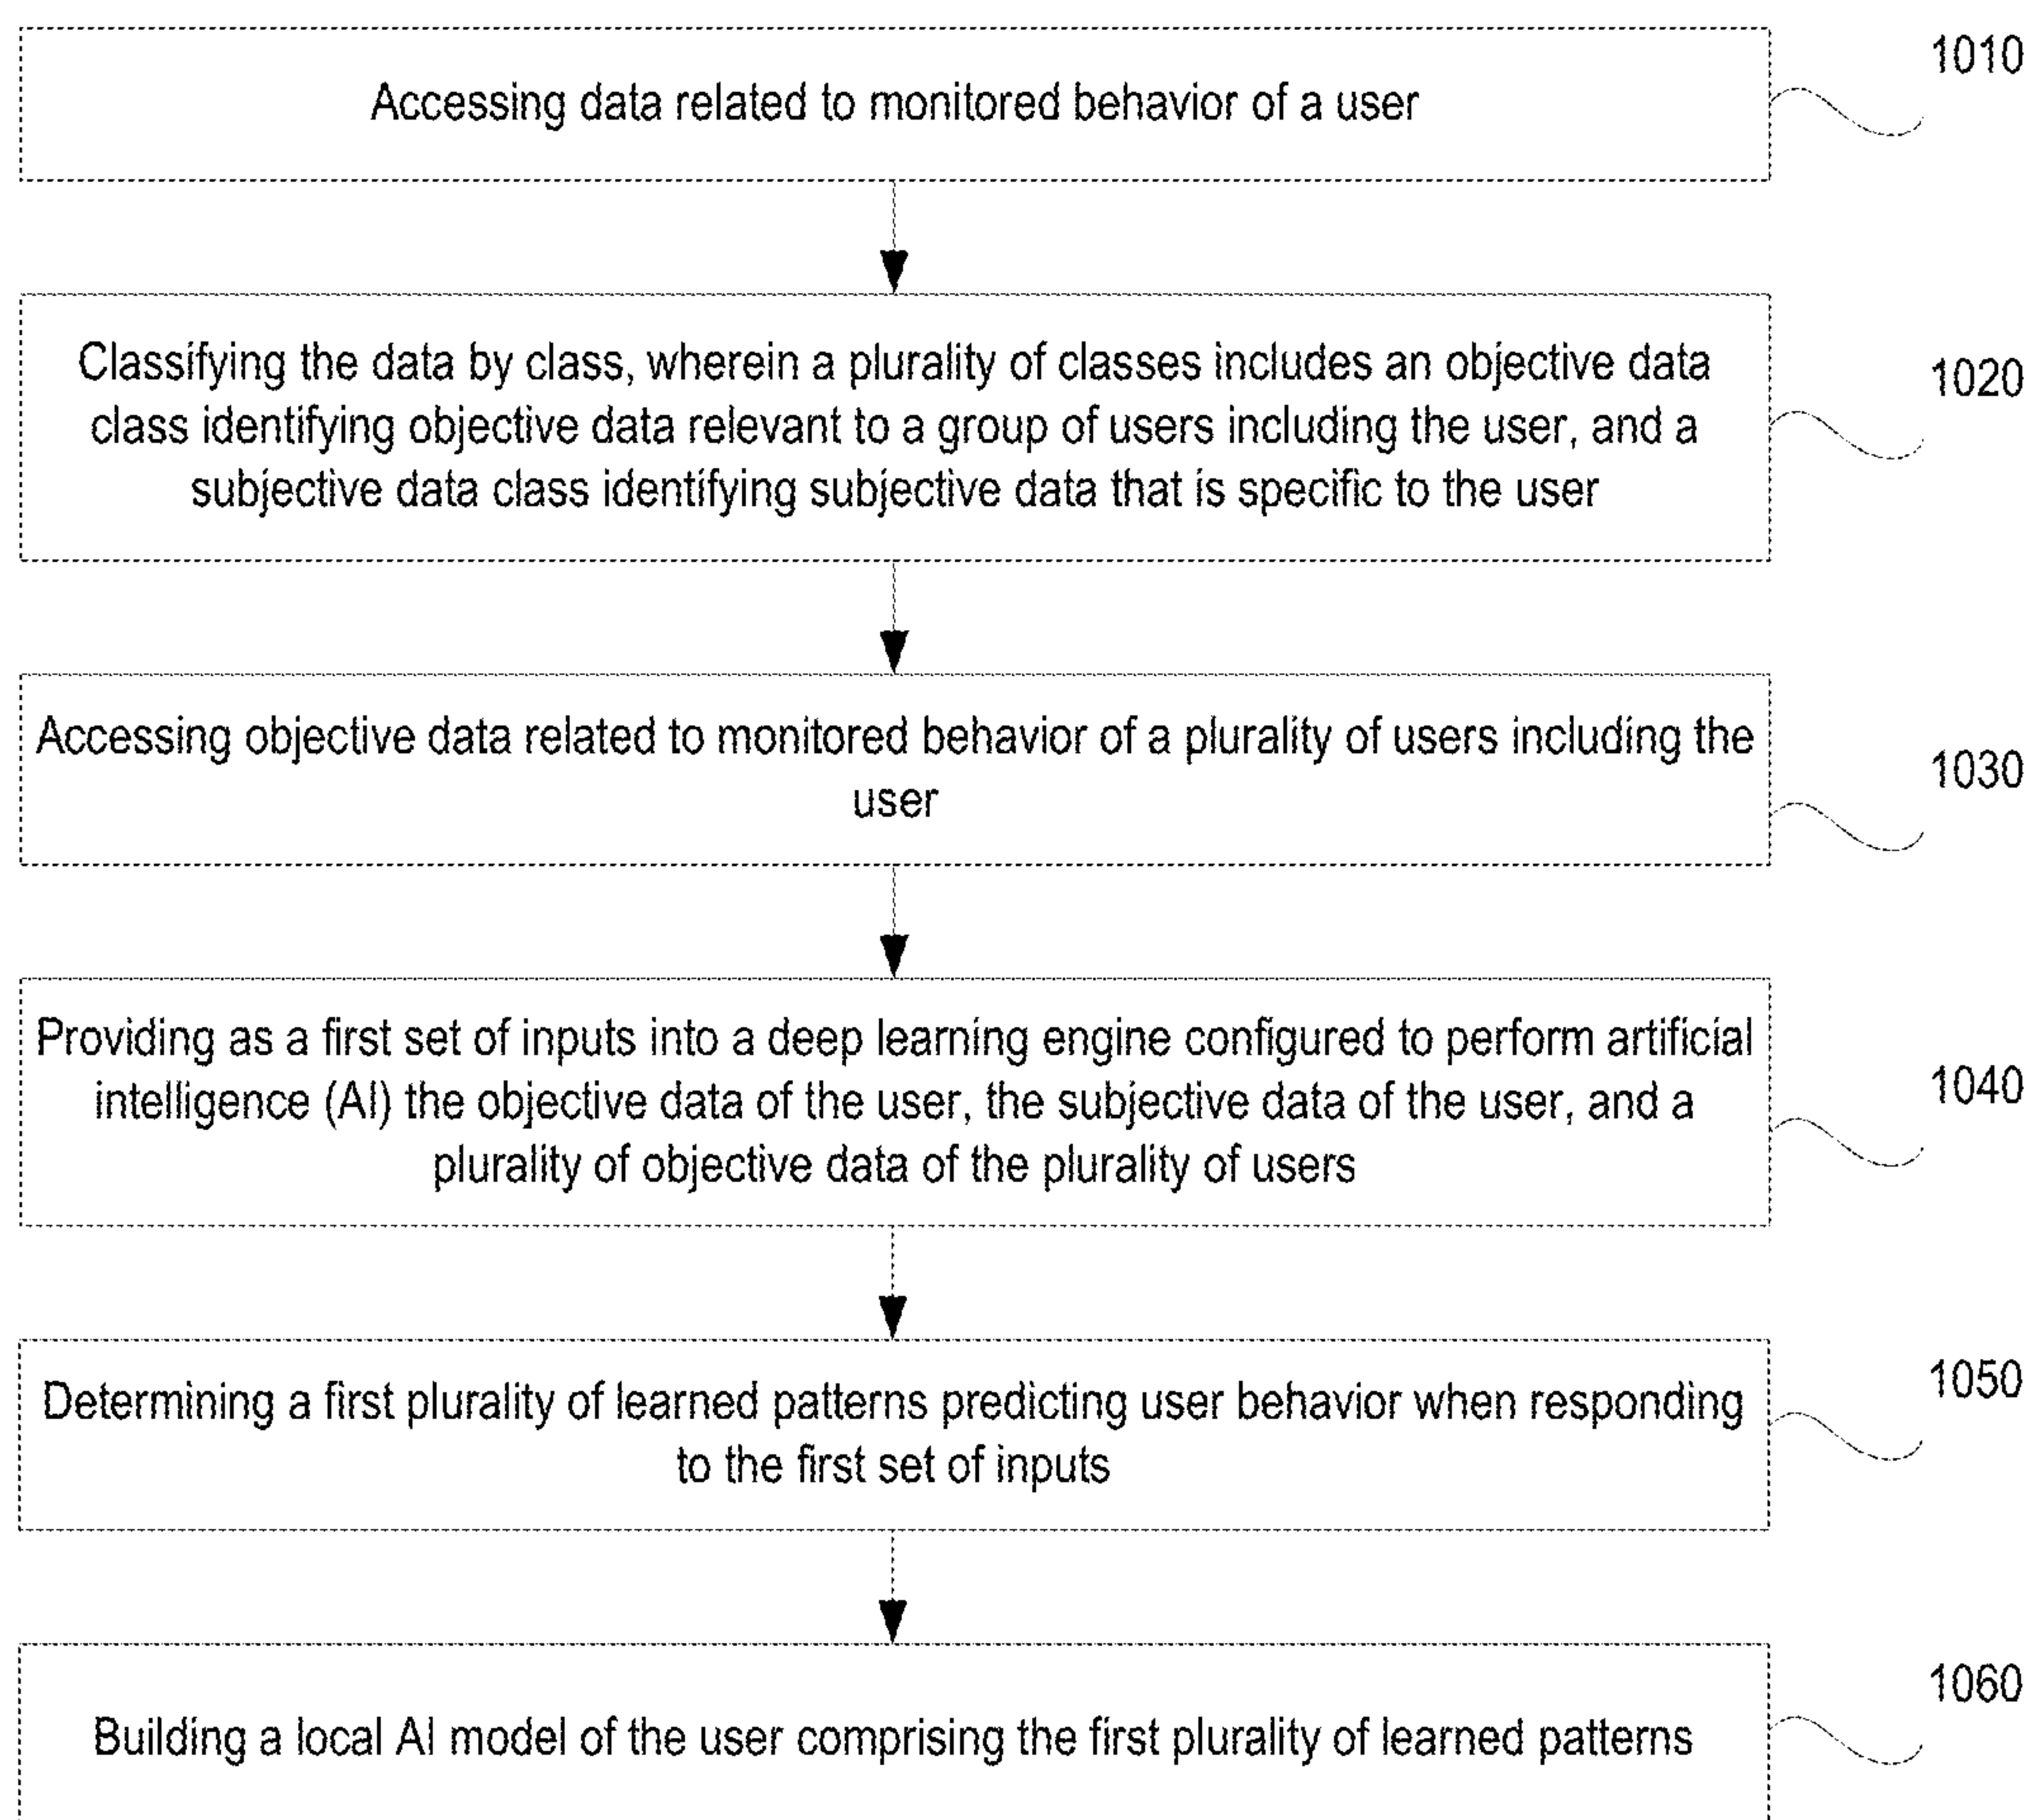 Accessing data related to monitored behavior of a user
1010
Classifying the data by class, wherein a plurality of classes includes an objective data
class identifying objective data relevant to a group of users including the user, and a
subjective data class identifying subjective data that is specific to the user
1020
Accessing objective data related to monitored behavior of a plurality of users including the
user
1030
Providing as a first set of inputs into a deep learning engine configured to perform artificial
intelligence (AI) the objective data of the user, the subjective data of the user, and a
plurality of objective data of the plurality of users
1040
Determining a first plurality of learned patterns predicting user behavior when responding
to the first set of inputs
1050
Building a local AI model of the user comprising the first plurality of learned patterns
1060